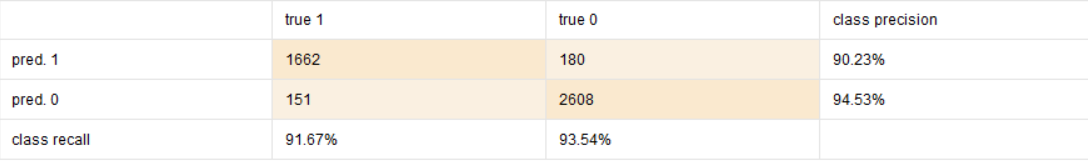 true 1 true 0 class precision
pred. 1 1662 180 90.23%
pred. 0 151 2608 94.53%
class recall 91.67% 93.54%